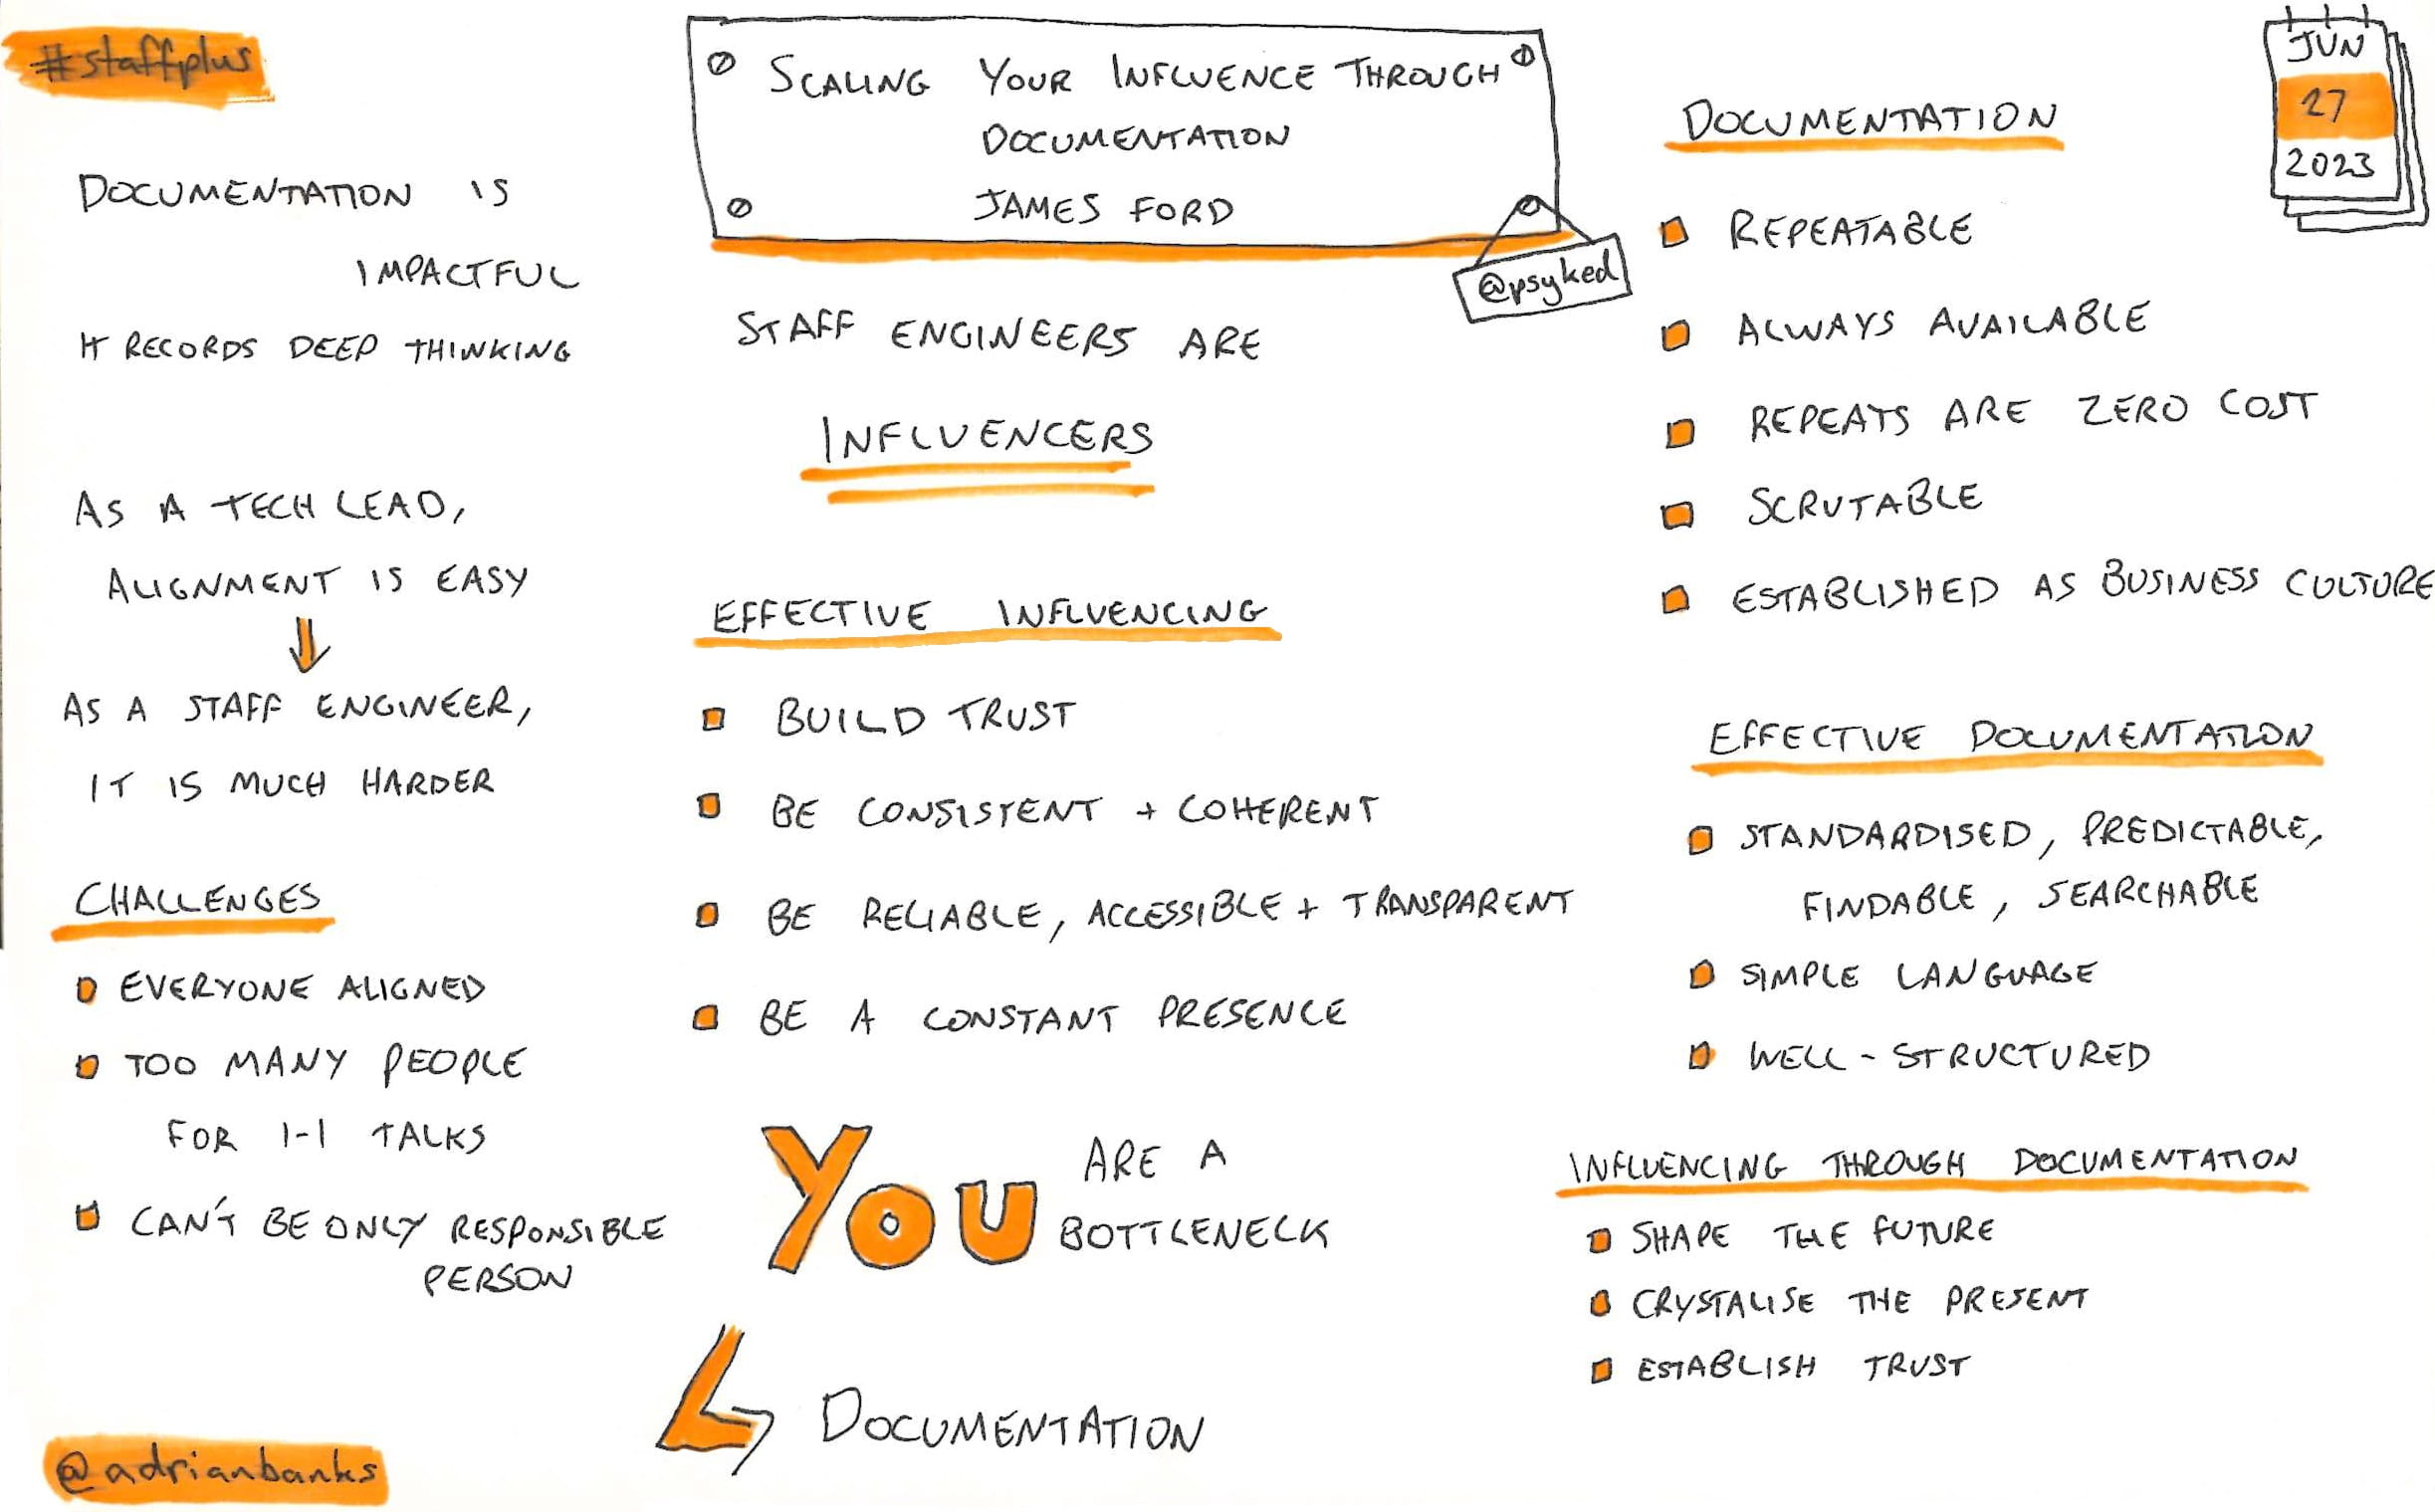 #staffplus
DOCUMENTATION IS
IMPACTFUL
IT RECORDS DEEP THINKING
AS A TECH LEAD,
ALIGNMENT IS EASY
AS A STAFF ENGINEER,
IT IS MUCH HARDER
CHALLENGES
EVERYONE ALIGNED
TOO MANY PEOPLE
FOR 1-1 TALKS
CAN'T BE ONLY RESPONSIBLE
PERSON
@adrianbanks
SCALING YOUR INFLUENCE THROUGH
DOCUMENTATION
JAMES FORD
@psyked
STAFF ENGINEERS ARE
INFLUENCERS
EFFECTIVE INFLUENCING
BUILD TRUST
BE CONSISTENT + COHERENT
BE RELIABLE, ACCESSIBLE + TRANSPARENT
BE A CONSTANT PRESENCE
YOU ARE A
BOTTLENECK
DOCUMENTATION
JUN
27
2023
DOCUMENTATION
REPEATABLE
ALWAYS AVAILABLE
REPEATS ARE ZERO COST
SCRUTABLE
ESTABLISHED AS BUSINESS CULTURE
EFFECTIVE DOCUMENTATION
STANDARDISED, PREDICTABLE,
FINDABLE, SEARCHABLE
SIMPLE LANGUAGE
WELL-STRUCTURED
INFLUENCING THROUGH DOCUMENTATION
SHAPE THE FUTURE
CRYSTALISE THE PRESENT
ESTABLISH TRUST